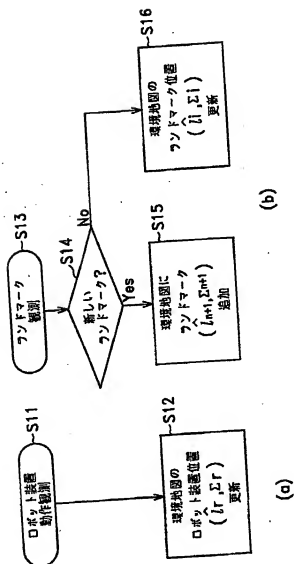 ロボット装置
動作観測
S11
環境地図の
ロボット装置位置
(l̂r, Σr)
更新
S12
(a)
ランドマーク
観測
S13
新しい
ランドマーク?
S14
Yes
No
環境地図に
ランドマーク
(l̂n+1, Σn+1)
追加
S15
環境地図の
ランドマーク位置
(l̂i, Σi)
更新
S16
(b)